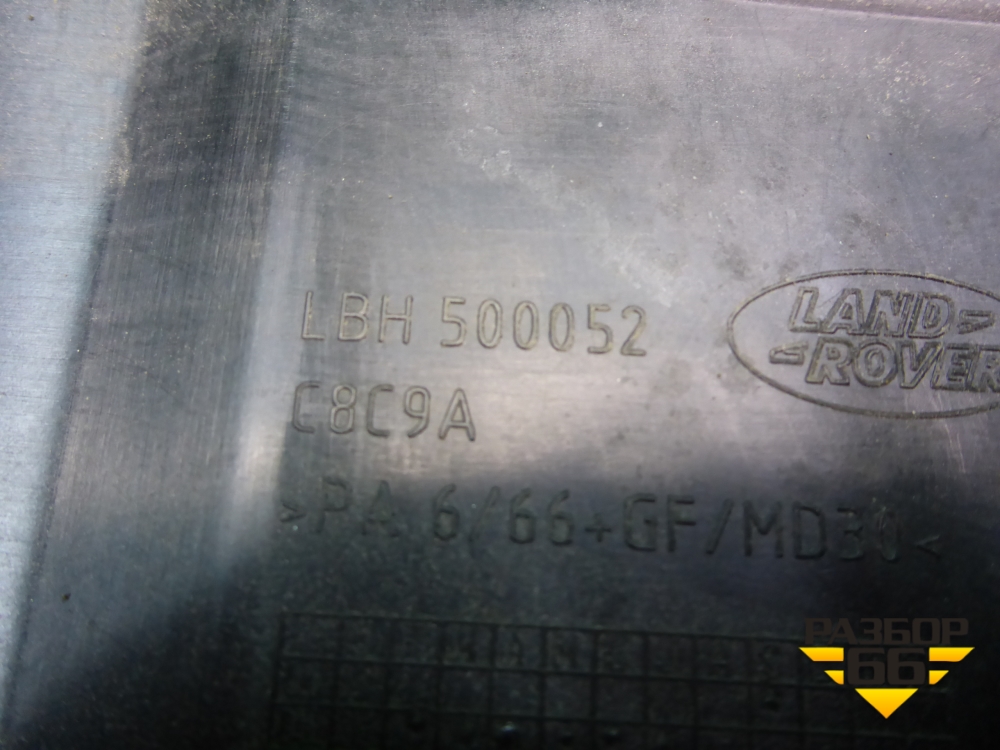 LBH 500052
LAND
ROVER
C8C9A
>PA 6/66+GF/MD30<
РАЗБОР
66